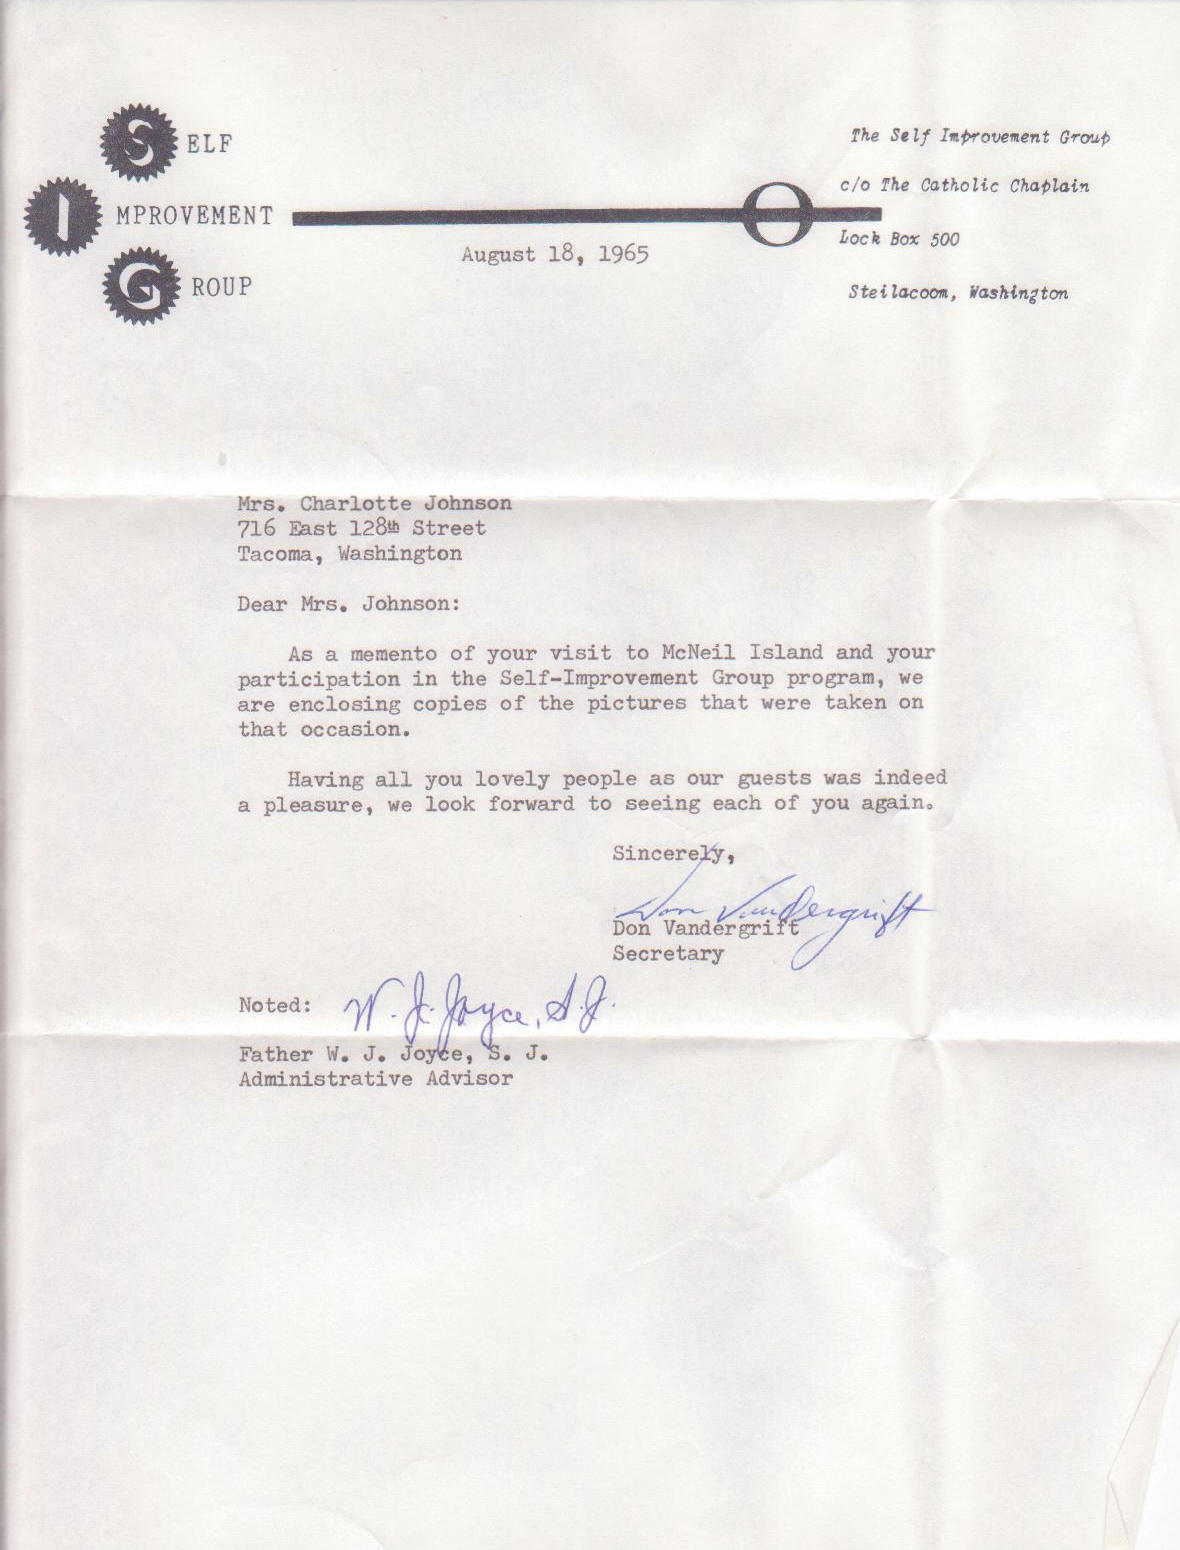 SELF
IMPROVEMENT
GROUP
The Self Improvement Group
c/o The Catholic Chaplain
Lock Box 500
Steilacoom, Washington
August 18, 1965
Mrs. Charlotte Johnson
716 East 128th Street
Tacoma, Washington
Dear Mrs. Johnson:
As a memento of your visit to McNeil Island and your
participation in the Self-Improvement Group program, we
are enclosing copies of the pictures that were taken on
that occasion.
Having all you lovely people as our guests was indeed
a pleasure, we look forward to seeing each of you again.
Sincerely,
Don Vandergrift
Don Vandergrift
Secretary
Noted: W. J. Joyce, S.J.
Father W. J. Joyce, S. J.
Administrative Advisor